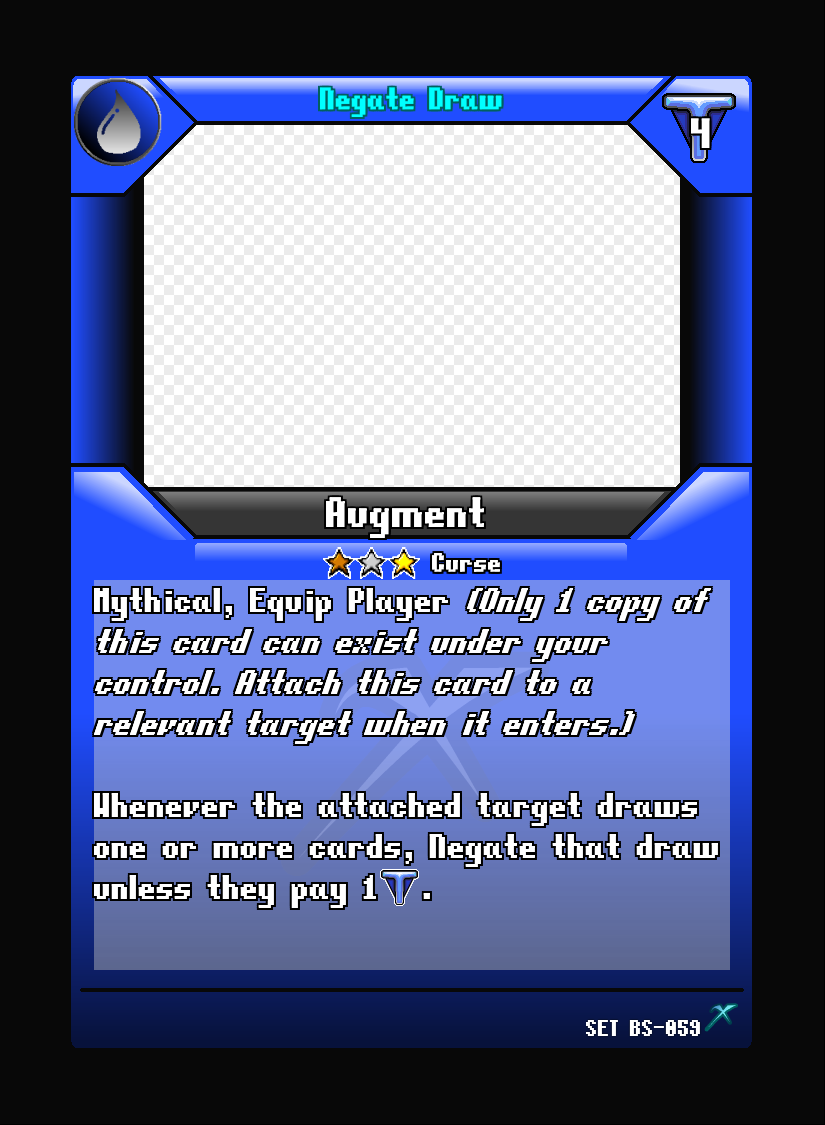 Negate Draw
4
Augment
Curse
Mythical, Equip Player (Only 1 copy of
this card can exist under your
control. Attach this card to a
relevant target when it enters.)
Whenever the attached target draws
one or more cards, Negate that draw
unless they pay 1T.
SET BS-059